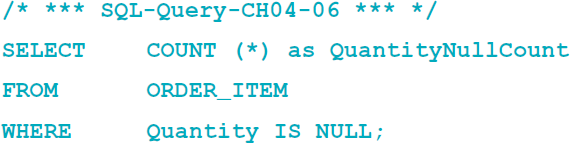 /* *** SQL-Query-CH04-06 *** */
SELECT COUNT (*) as QuantityNullCount
FROM ORDER_ITEM
WHERE Quantity IS NULL;